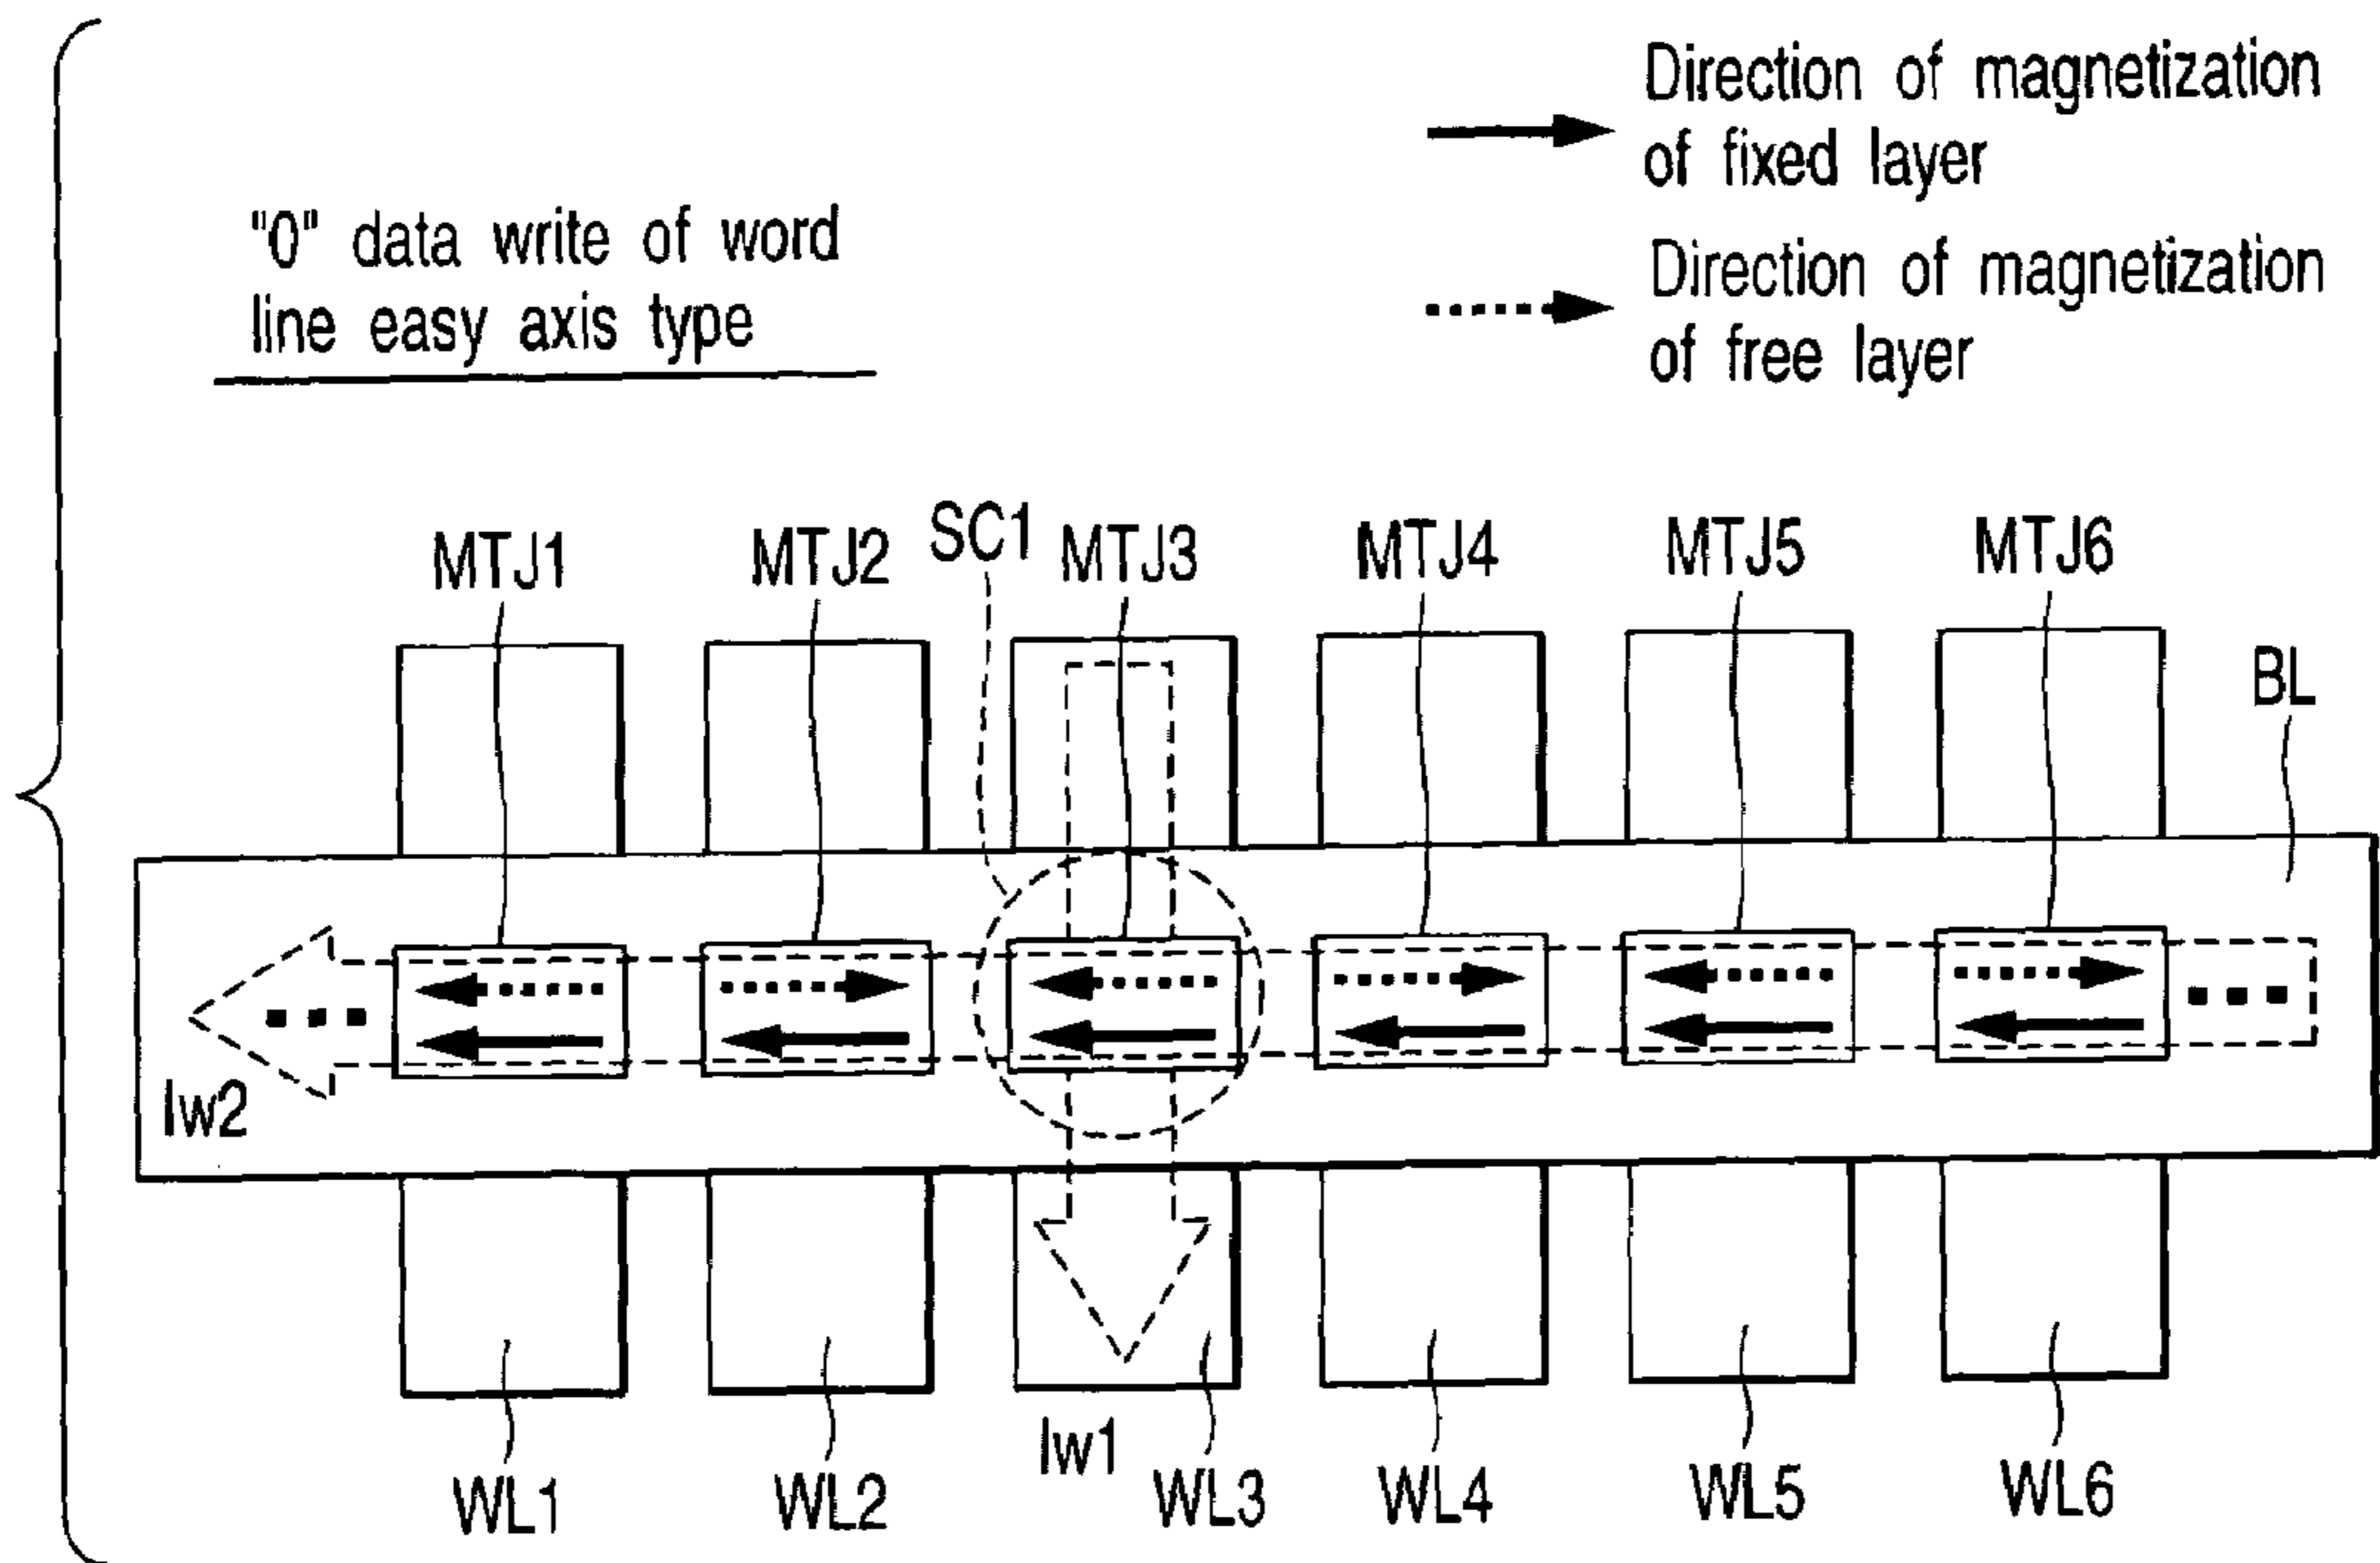 Direction of magnetization
of fixed layer
"0" data write of word
line easy axis type
Direction of magnetization
of free layer
SC1
MTJ1
MTJ2
MTJ3
MTJ4
MTJ5
MTJ6
BL
Iw2
Iw1
WL1
WL2
WL3
WL4
WL5
WL6